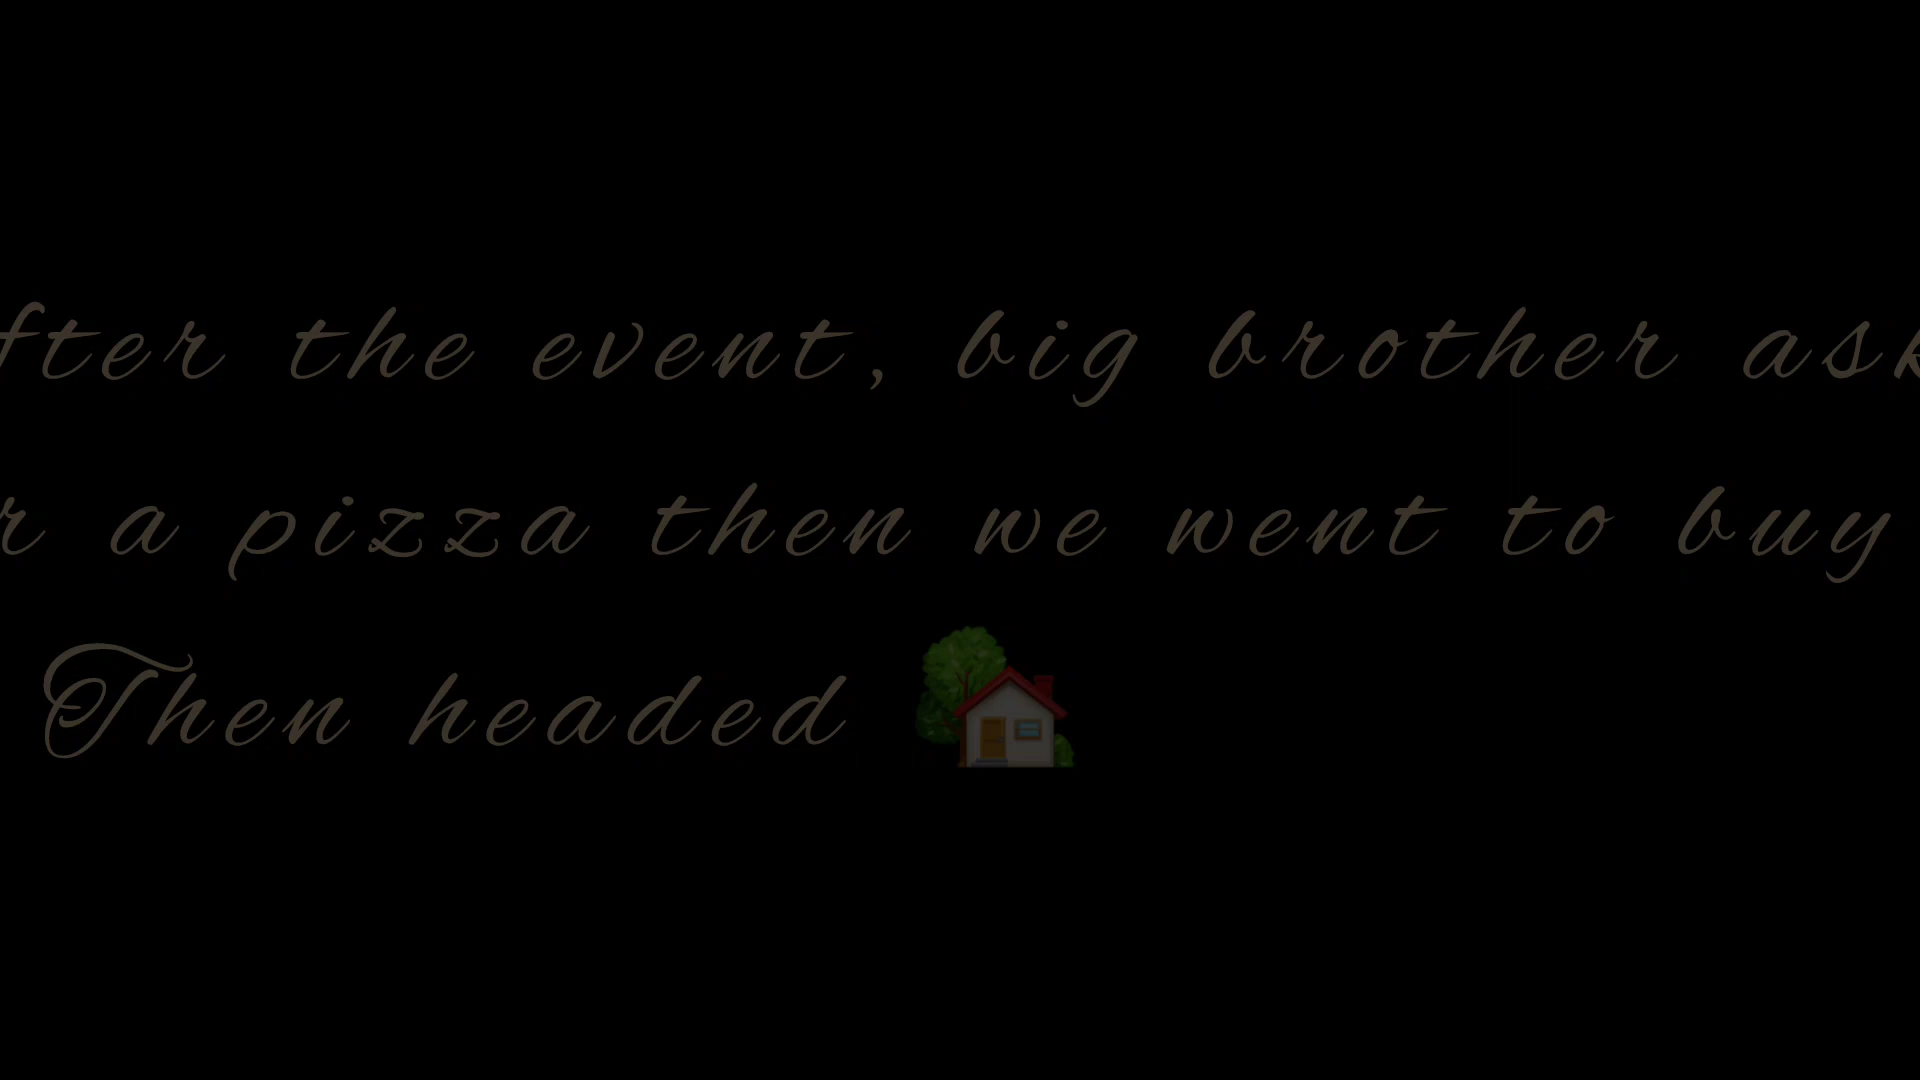 fter the event, big brother ask
r a pizza then we went to buy
Then headed 🏡